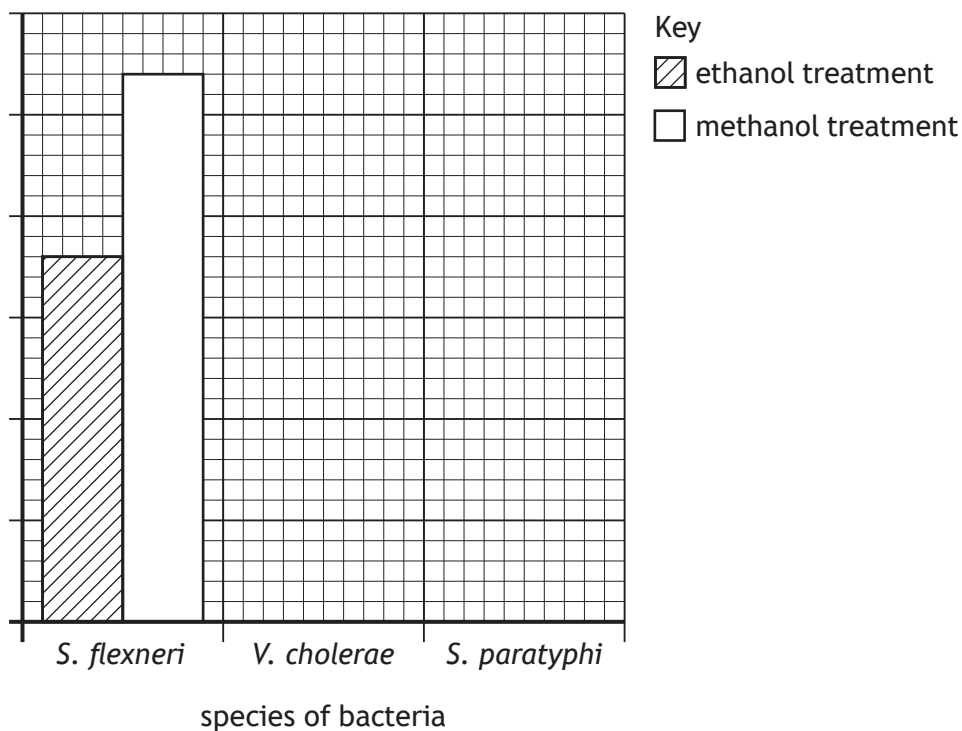 Key
ethanol treatment
methanol treatment
S. flexneri
V. cholerae
S. paratyphi
species of bacteria